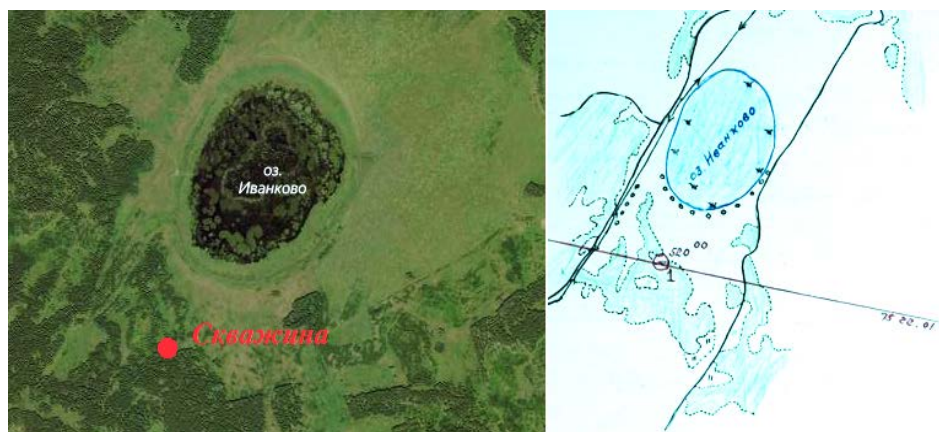 оз.
Иванково
Скважина
оз. Иванково
520 00
1
75 22.01